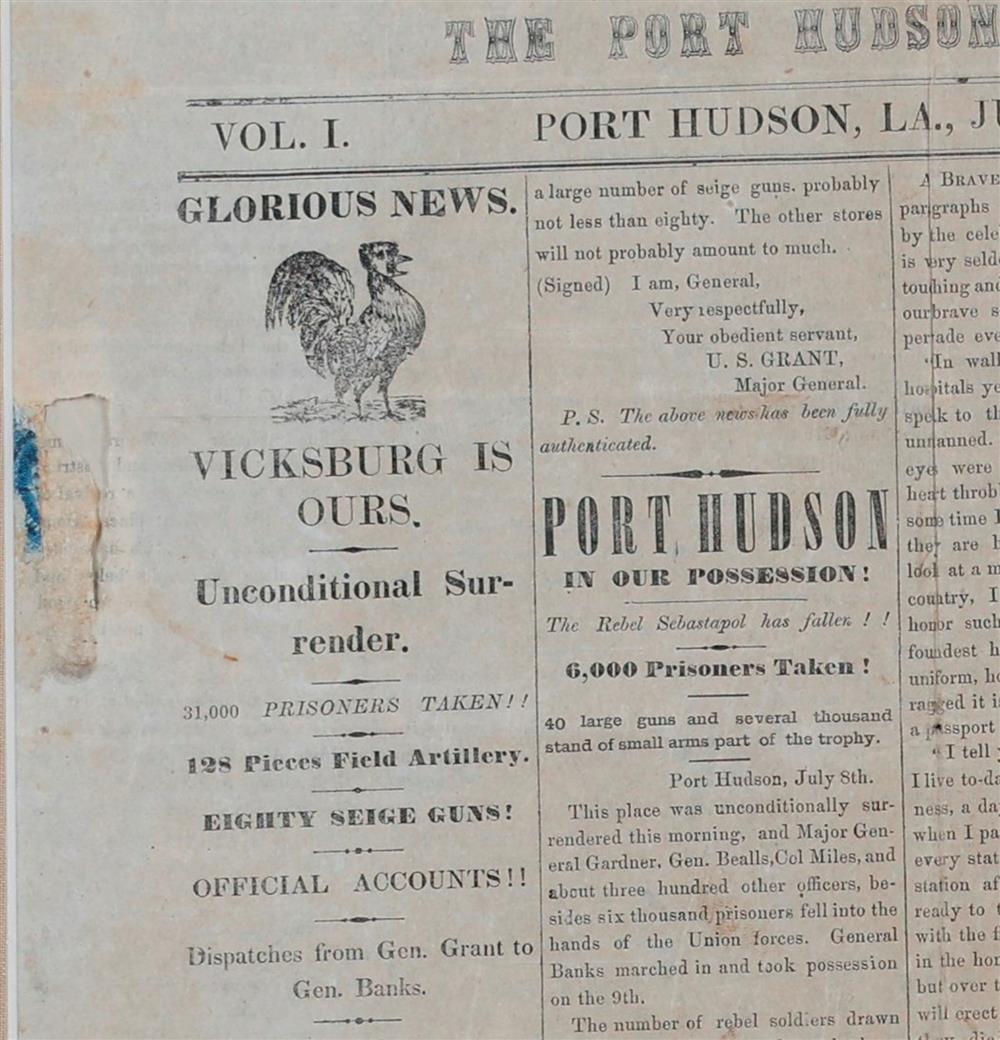 THE PORT HUDSON
VOL. I.
PORT HUDSON, LA., JU
GLORIOUS NEWS.
VICKSBURG IS
OURS.
Unconditional Sur-
render.
31,000 PRISONERS TAKEN!!
128 Pieces Field Artillery.
EIGHTY SEIGE GUNS!
OFFICIAL ACCOUNTS!!
Dispatches from Gen. Grant to
Gen. Banks.
a large number of seige guns. probably
not less than eighty. The other stores
will not probably amount to much.
(Signed) I am, General,
Very respectfully,
Your obedient servant,
U. S. GRANT,
Major General.
P. S. The above news has been fully
authenticated.
PORT HUDSON
IN OUR POSSESSION!
The Rebel Sebastapol has fallen ! !
6,000 Prisoners Taken !
40 large guns and several thousand
stand of small arms part of the trophy.
Port Hudson, July 8th.
This place was unconditionally sur-
rendered this morning, and Major Gen-
eral Gardner, Gen. Bealls, Col Miles, and
about three hundred other officers, be-
sides six thousand prisoners fell into the
hands of the Union forces. General
Banks marched in and took possession
on the 9th.
The number of rebel soldiers drawn
A BRAVE
paragraphs
by the cele
is very seld
touching and
our brave s
perade eve
"In wall
hospitals ye
speak to th
unmanned.
eyes were
heart throb
some time I
they are h
look at a m
country, I
honor such
foundest h
uniform, he
ragged it is
a passport
"I tell y
I live to-da
ness, a da
when I pa
every stat
station af
ready to t
with the f
in the hon
but over t
will erect